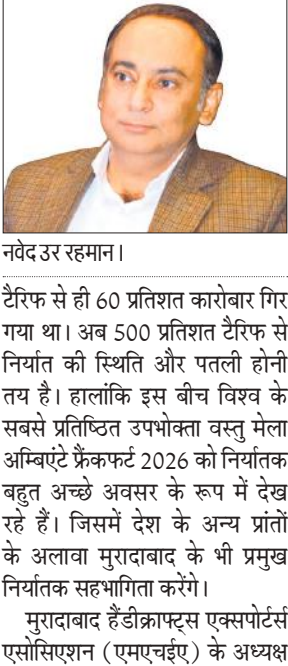 नवेद उर रहमान।
टैरिफ से ही 60 प्रतिशत कारोबार गिर
गया था। अब 500 प्रतिशत टैरिफ से
निर्यात की स्थिति और पतली होनी
तय है। हालांकि इस बीच विश्व के
सबसे प्रतिष्ठित उपभोक्ता वस्तु मेला
अम्बिएंटे फ्रैंकफर्ट 2026 को निर्यातक
बहुत अच्छे अवसर के रूप में देख
रहे हैं। जिसमें देश के अन्य प्रांतों
के अलावा मुरादाबाद के भी प्रमुख
निर्यातक सहभागिता करेंगे।
मुरादाबाद हैंडीक्राफ्ट्स एक्सपोर्टर्स
एसोसिएशन (एमएचईए) के अध्यक्ष